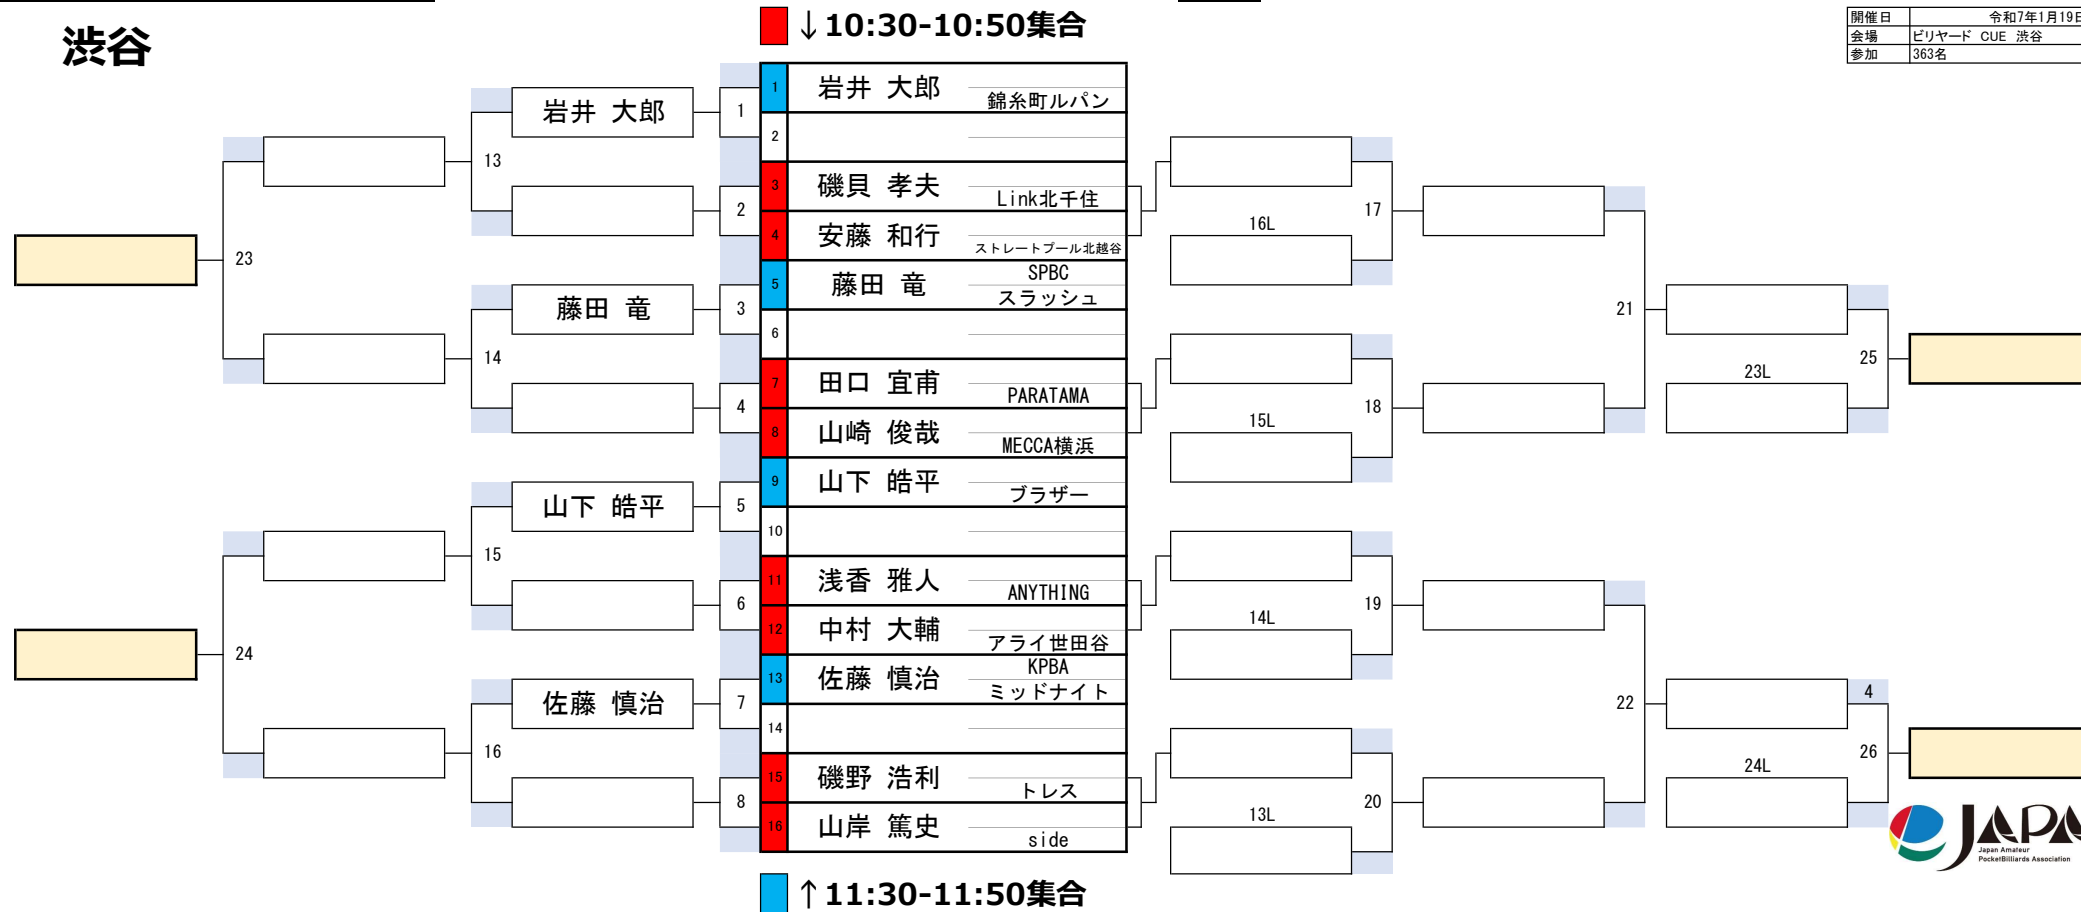 渋谷
↓10:30-10:50集合
開催日 令和7年1月19日
会場 ビリヤード CUE 渋谷
参加 363名
1 岩井 大郎 錦糸町ルパン
2
3 磯貝 孝夫 Link北千住
4 安藤 和行 ストレートプール北越谷
5 藤田 竜 SPBC スラッシュ
6
7 田口 宜甫 PARATAMA
8 山崎 俊哉 MECCA横浜
9 山下 皓平 ブラザー
10
11 浅香 雅人 ANYTHING
12 中村 大輔 アライ世田谷
13 佐藤 慎治 KPBA ミッドナイト
14
15 磯野 浩利 トレス
16 山岸 篤史 side
岩井 大郎 1
13
2
23
藤田 竜 3
14
4
山下 皓平 5
15
6
24
佐藤 慎治 7
16
8
17
16L
21
18
15L
25
23L
19
14L
22
4
26
24L
20
13L
↑11:30-11:50集合
JAPA
Japan Amateur
PocketBilliards Association